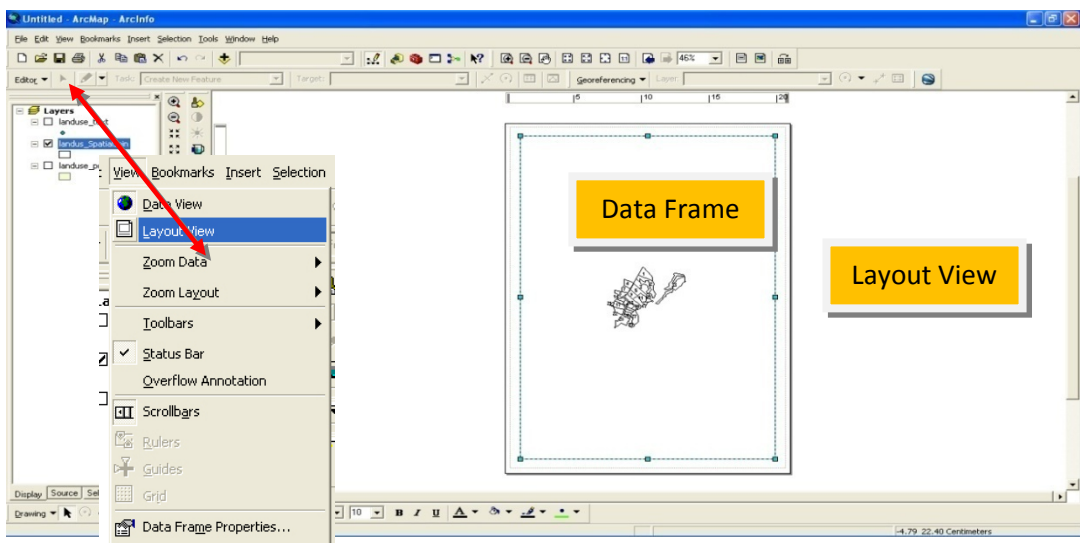 Untitled - ArcMap - ArcInfo
File Edit View Bookmarks Insert Selection Tools Window Help
46%
Editor Task: Create New Feature Target: Georeferencing Layer:
Layers
landuse_text
landus_Spatial
landuse_p
5 10 15 20
View Bookmarks Insert Selection
Data View
Layout View
Zoom Data
Zoom Layout
Toolbars
Status Bar
Overflow Annotation
Scrollbars
Rulers
Guides
Grid
Data Frame Properties...
Data Frame
Layout View
Display Source Sel
Drawing 10 B I U A
-4.79 22.40 Centimeters